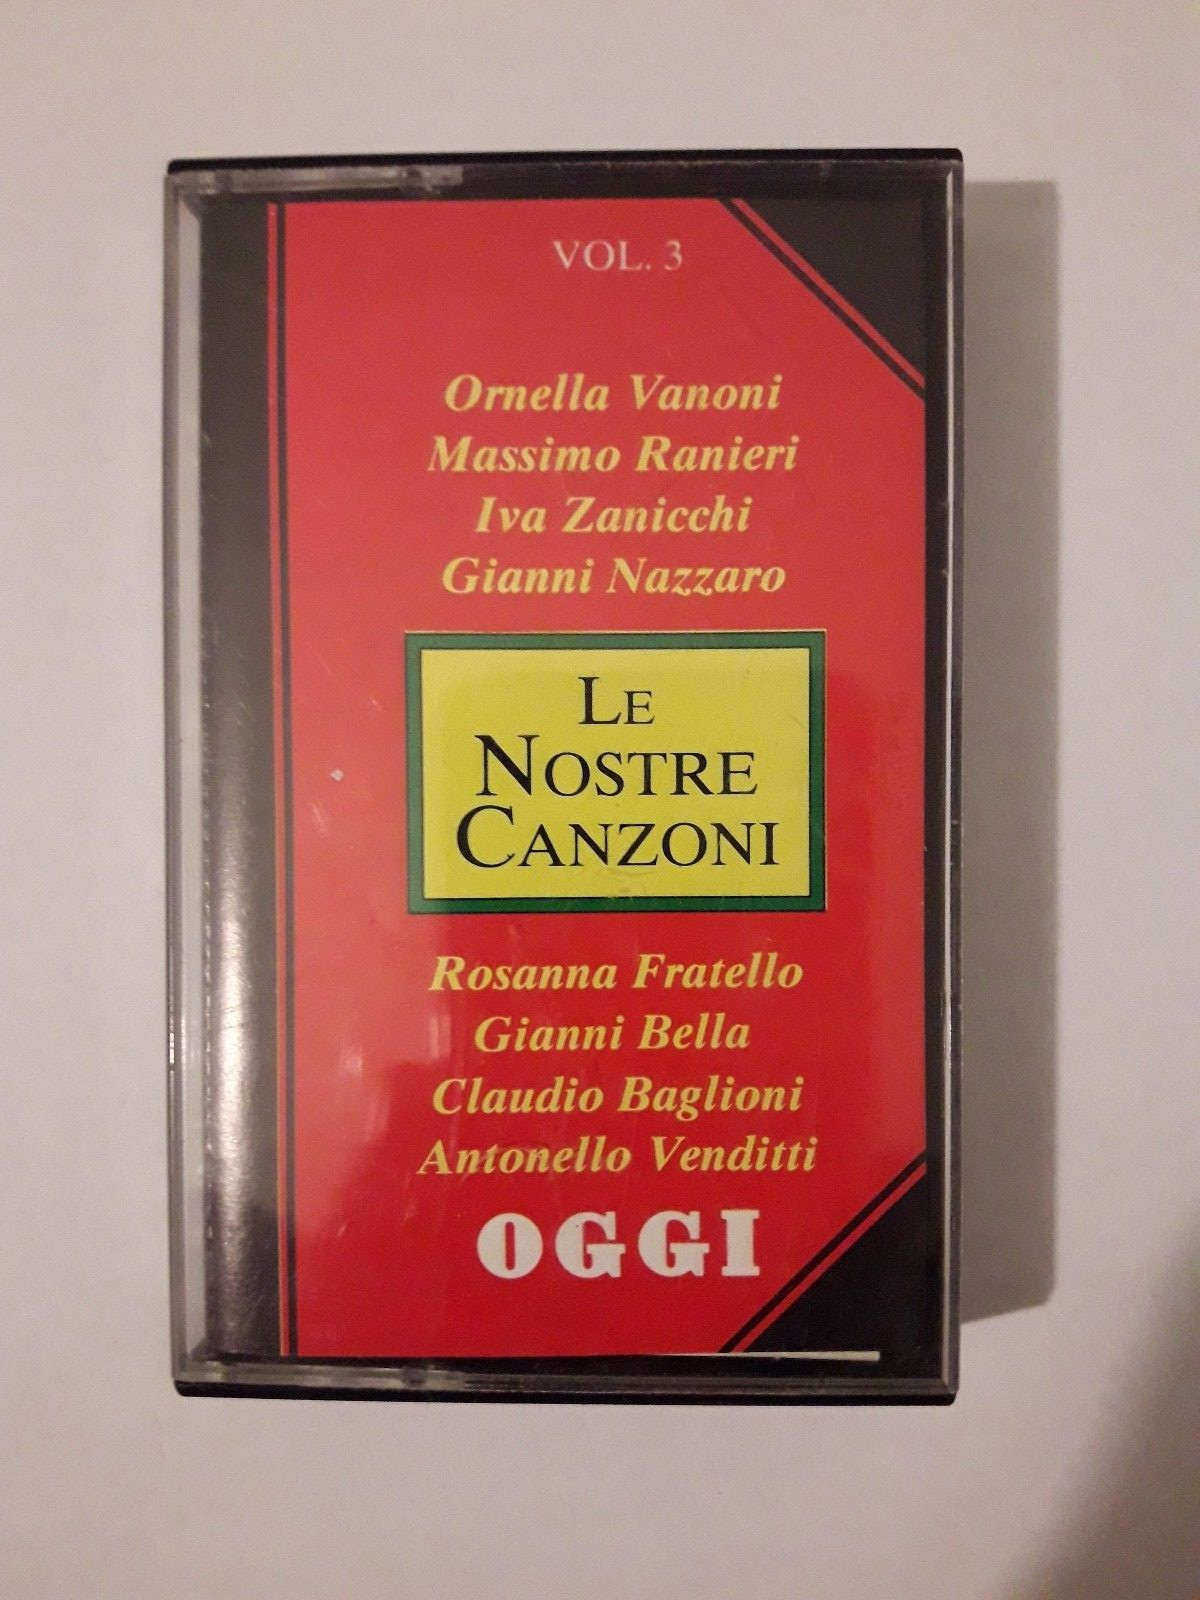 VOL. 3
Ornella Vanoni
Massimo Ranieri
Iva Zanicchi
Gianni Nazzaro
LE
NOSTRE
CANZONI
Rosanna Fratello
Gianni Bella
Claudio Baglioni
Antonello Venditti
OGGI